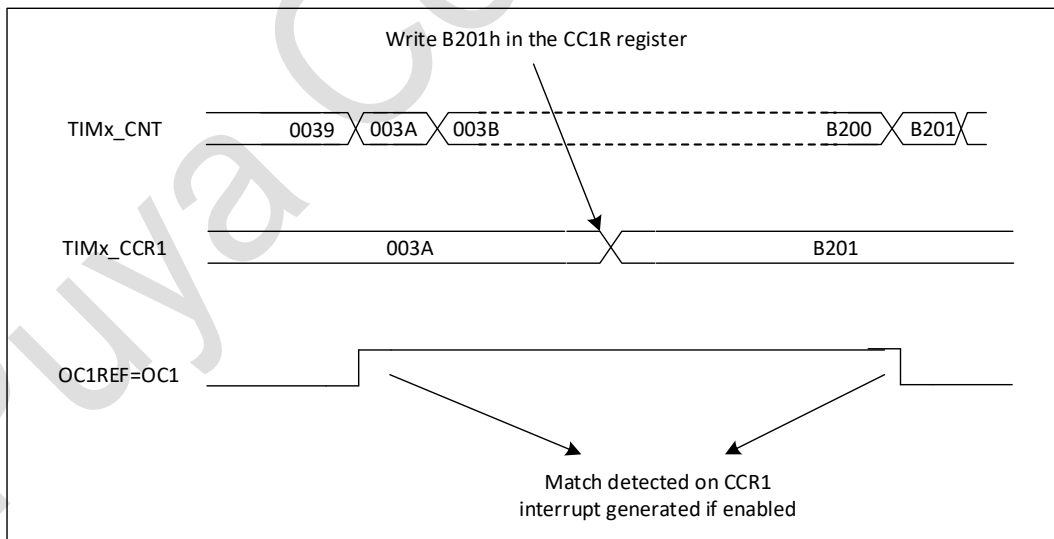 Write B201h in the CC1R register
TIMx_CNT 0039 003A 003B B200 B201
TIMx_CCR1 003A B201
OC1REF=OC1
Match detected on CCR1
interrupt generated if enabled
Puya C